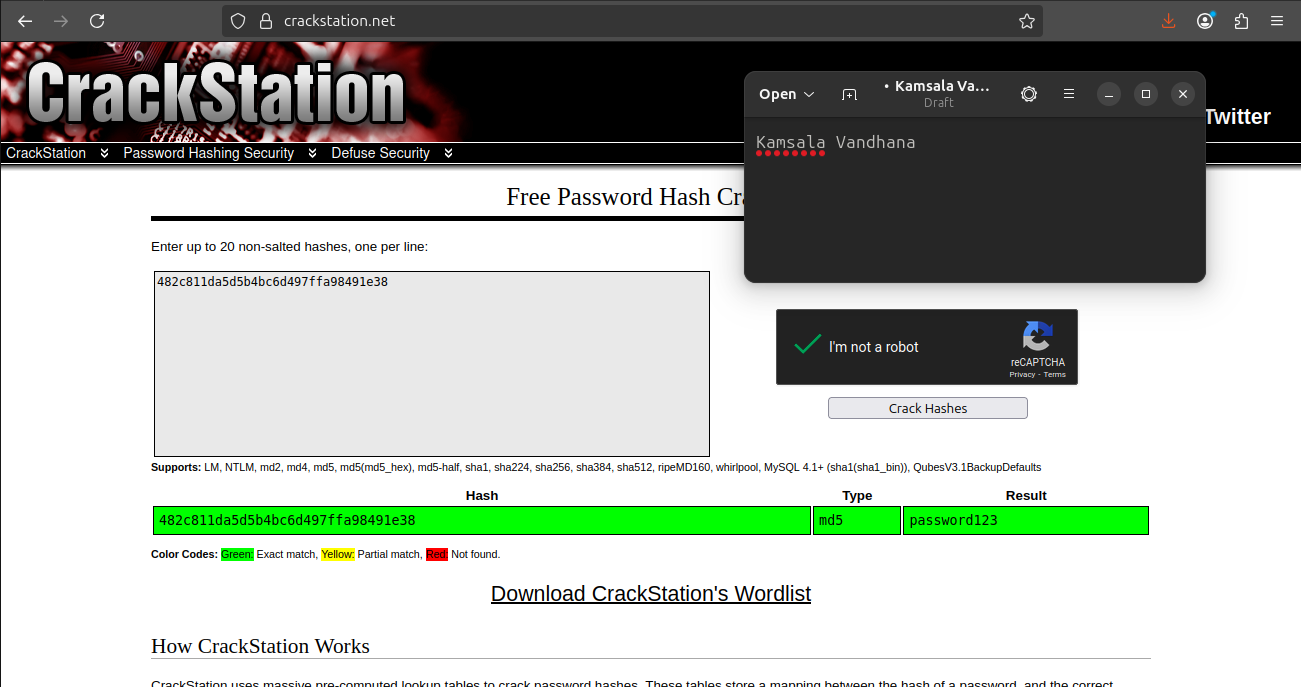 crackstation.net
CrackStation
Open
• Kamsala Va...
Draft
Twitter
CrackStation Password Hashing Security Defuse Security
Kamsala Vandhana
Free Password Hash
Enter up to 20 non-salted hashes, one per line:
482c811da5d5b4bc6d497ffa98491e38
I'm not a robot
reCAPTCHA
Privacy - Terms
Crack Hashes
Supports: LM, NTLM, md2, md4, md5, md5(md5_hex), md5-half, sha1, sha224, sha256, sha384, sha512, ripeMD160, whirlpool, MySQL 4.1+ (sha1(sha1_bin)), QubesV3.1BackupDefaults
Hash Type Result
482c811da5d5b4bc6d497ffa98491e38 md5 password123
Color Codes: Green: Exact match, Yellow: Partial match, Red: Not found.
Download CrackStation's Wordlist
How CrackStation Works
CrackStation uses massive pre-computed lookup tables to crack password hashes. These tables store a mapping between the hash of a password, and the correct